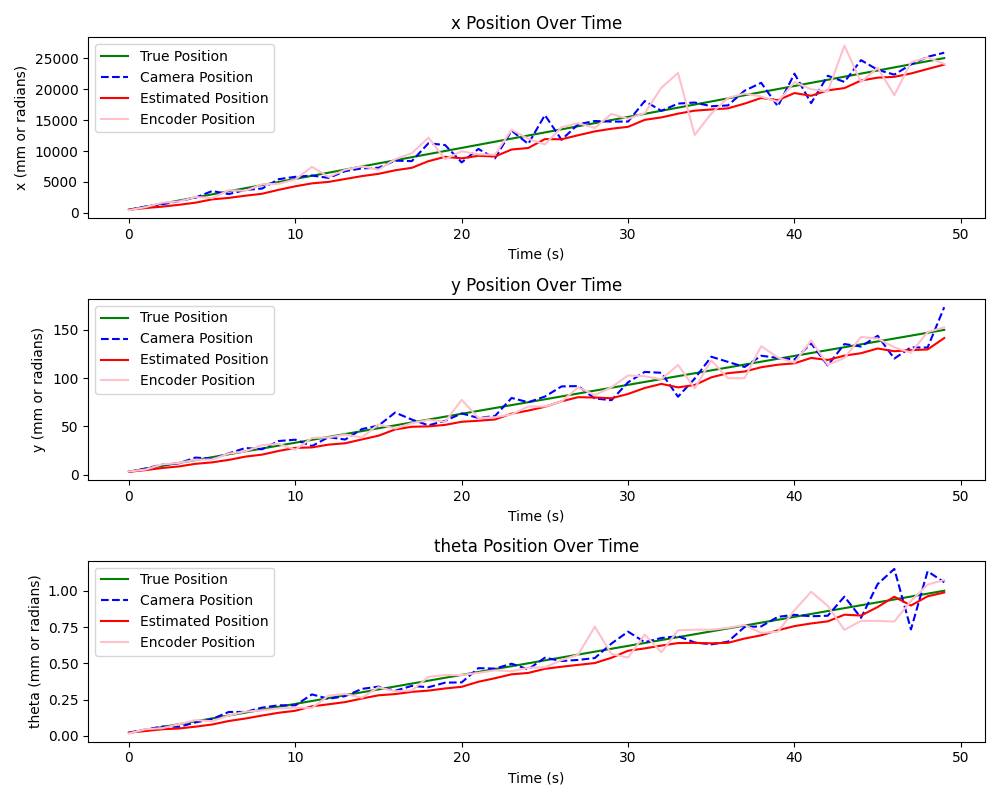 x Position Over Time
x (mm or radians)
25000
20000
15000
10000
5000
0
True Position
Camera Position
Estimated Position
Encoder Position
0 10 20 30 40 50
Time (s)
y Position Over Time
y (mm or radians)
150
100
50
0
True Position
Camera Position
Estimated Position
Encoder Position
0 10 20 30 40 50
Time (s)
theta Position Over Time
theta (mm or radians)
1.00
0.75
0.50
0.25
0.00
True Position
Camera Position
Estimated Position
Encoder Position
0 10 20 30 40 50
Time (s)